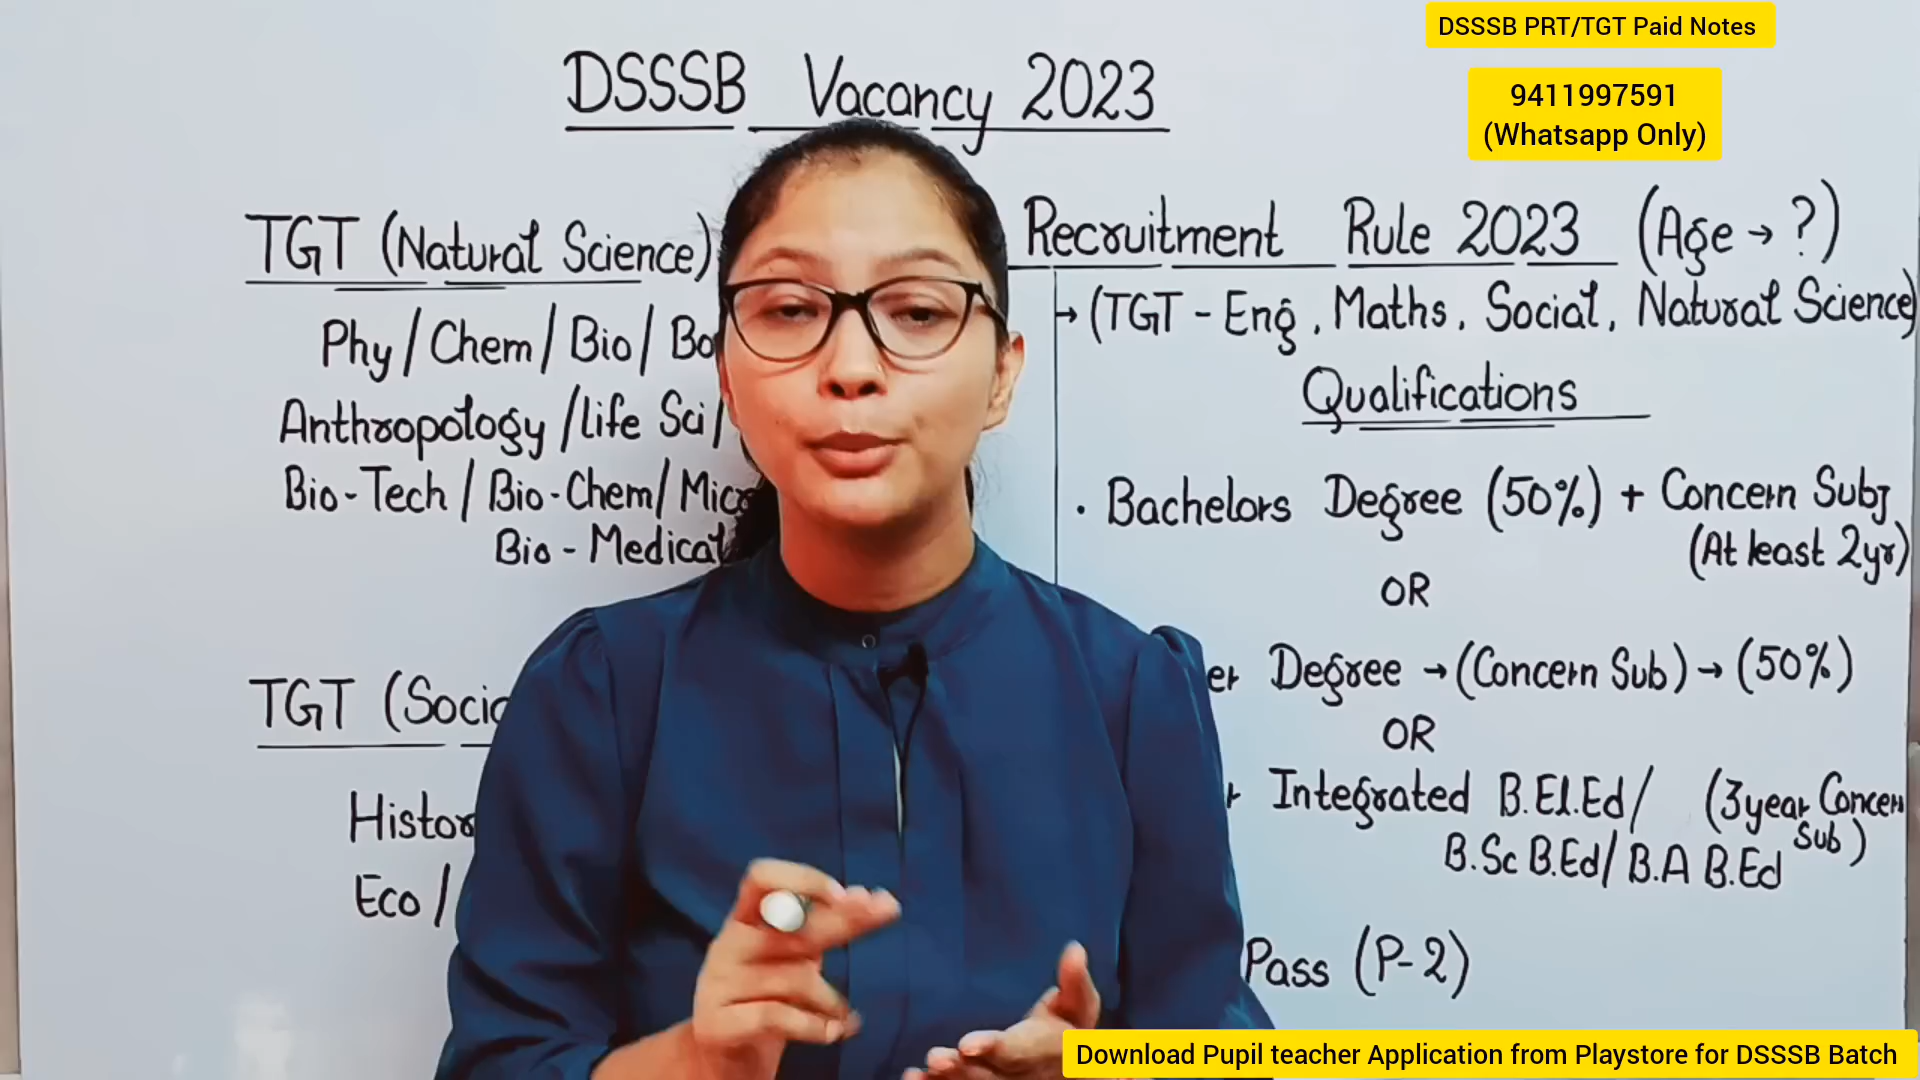 DSSSB PRT/TGT Paid Notes
9411997591
(Whatsapp Only)
DSSSB Vacancy 2023
TGT (Natural Science)
Phy / Chem / Bio /
Anthropology / life Sci /
Bio-Tech / Bio-Chem /
Bio - Medical
TGT
Eco /
Recruitment Rule 2023 (Age → ?)
→ (TGT - Eng, Maths, Social, Natural Science)
Qualifications
. Bachelors Degree (50%) + Concern Subj
(At least 2yr)
OR
Degree → (Concern Sub) → (50%)
OR
Integrated B.El.Ed / (3 year Concern
Sub)
B.Sc B.Ed / B.A B.Ed
Pass (P-2)
Download Pupil teacher Application from Playstore for DSSSB Batch